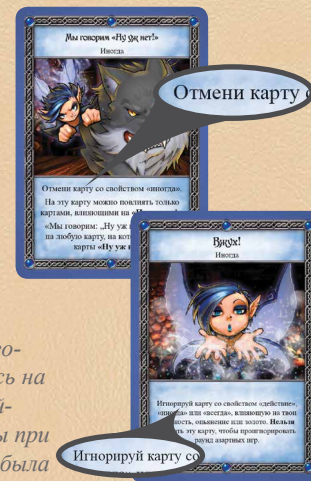 Мы говорим «Ну уж нет!»
Иногда
Отмени карту
Отмени карту со свойством «иногда».
На эту карту можно повлиять только
картами, влияющими на
«Мы говорим: „Ну уж
на любую карту, на кот
карты «Ну уж н
Вжух!
Иногда
Игнорируй карту со свойством «действие»,
«иногда» или «всегда», влияющую на твои
ность, опьянение или золото. Нельзя
ть эту карту, чтобы проигнорировать
раунд азартных игр.
Игнорируй карту со
о-
сь на
й-
ы при
была